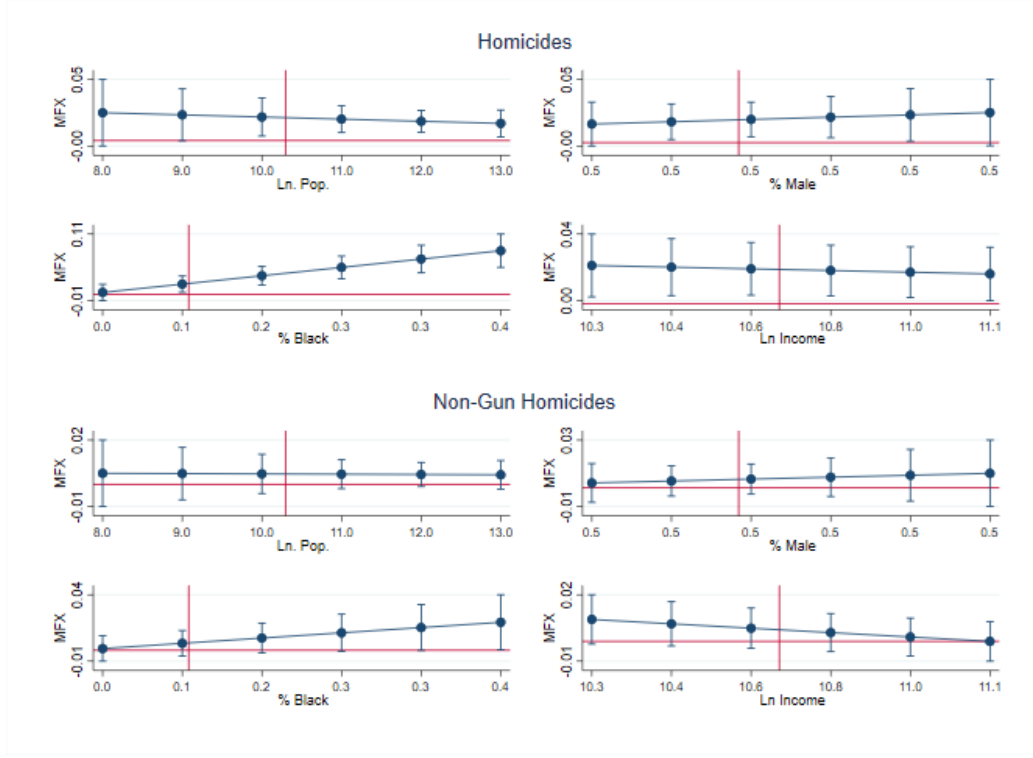 Homicides
MFX
0.05
-0.00
8.0 9.0 10.0 11.0 12.0 13.0
Ln. Pop.
MFX
0.05
-0.00
0.5 0.5 0.5 0.5 0.5 0.5
% Male
MFX
0.11
-0.01
0.0 0.1 0.2 0.3 0.3 0.4
% Black
MFX
0.04
0.00
10.3 10.4 10.6 10.8 11.0 11.1
Ln Income
Non-Gun Homicides
MFX
0.02
-0.01
8.0 9.0 10.0 11.0 12.0 13.0
Ln. Pop.
MFX
0.03
-0.01
0.5 0.5 0.5 0.5 0.5 0.5
% Male
MFX
0.04
-0.01
0.0 0.1 0.2 0.3 0.3 0.4
% Black
MFX
0.02
-0.01
10.3 10.4 10.6 10.8 11.0 11.1
Ln Income